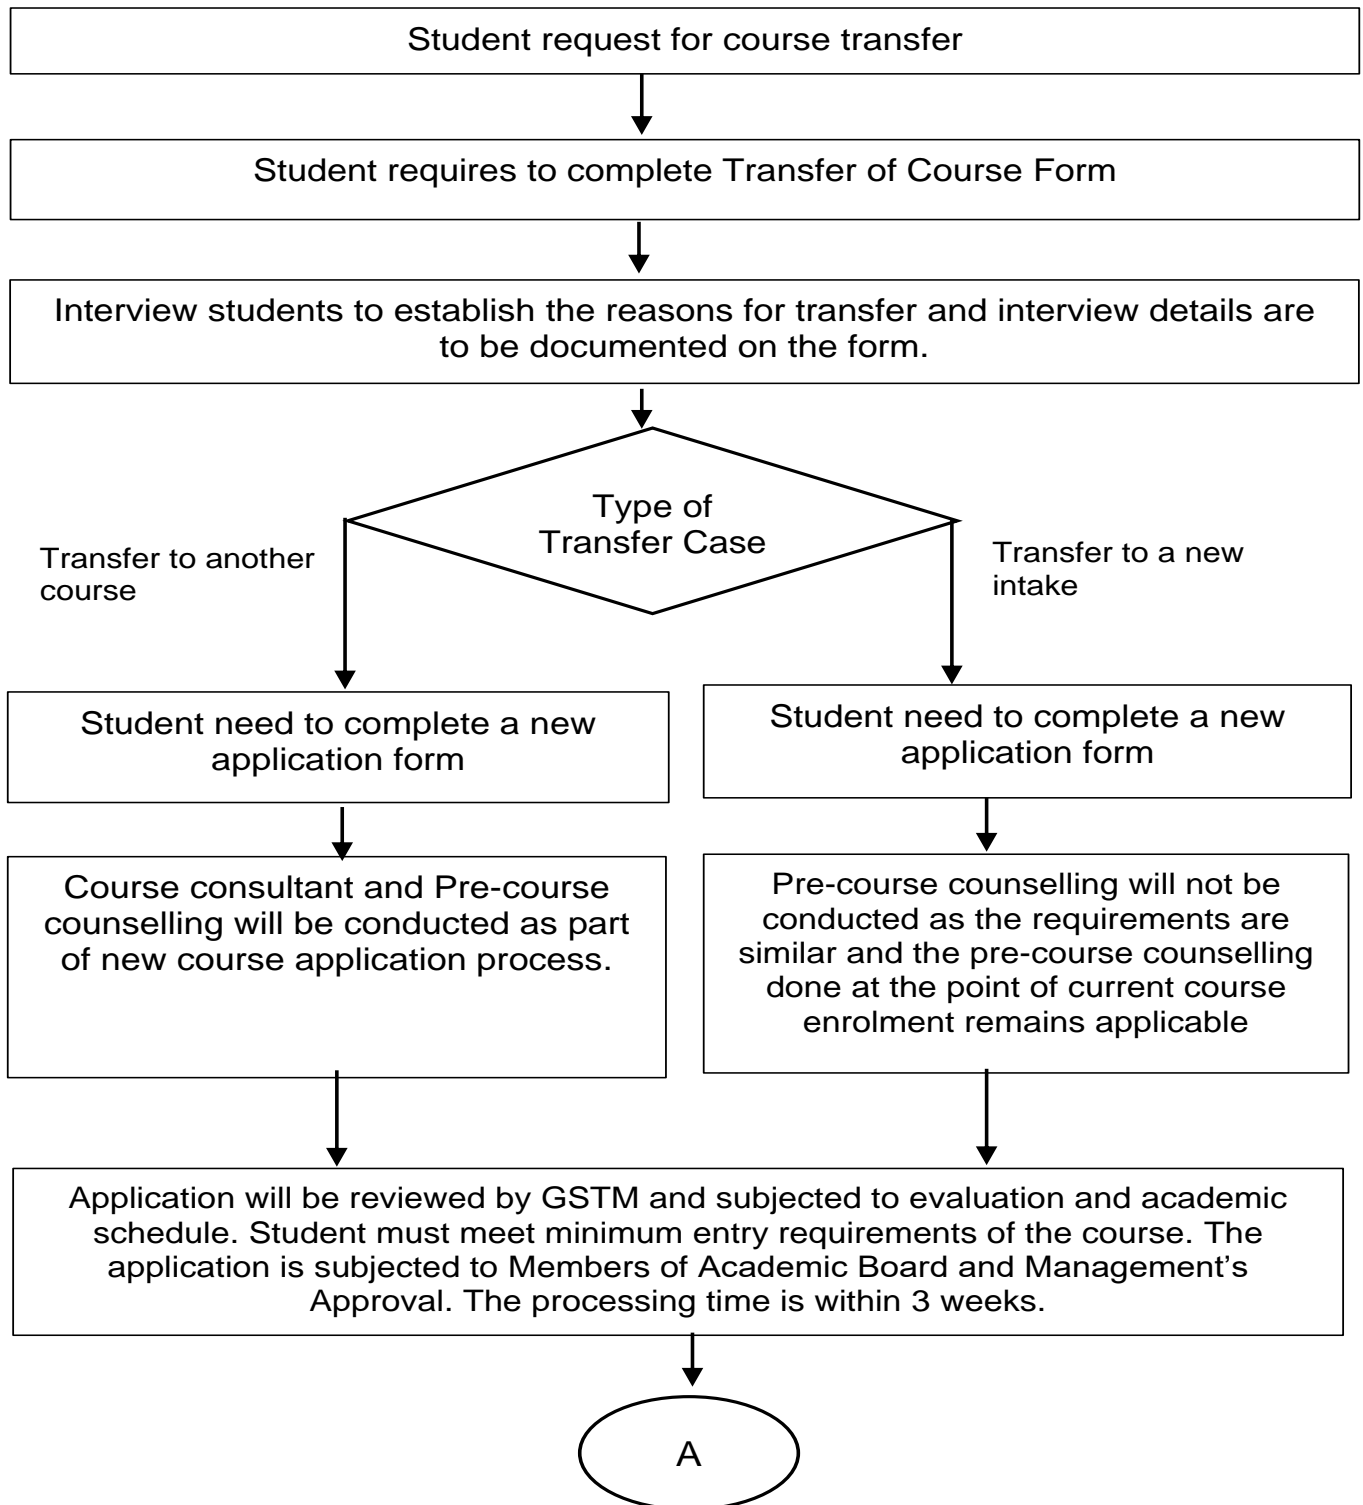 Student request for course transfer
Student requires to complete Transfer of Course Form
Interview students to establish the reasons for transfer and interview details are
to be documented on the form.
Type of
Transfer Case
Transfer to another
course
Transfer to a new
intake
Student need to complete a new
application form
Student need to complete a new
application form
Course consultant and Pre-course
counselling will be conducted as part
of new course application process.
Pre-course counselling will not be
conducted as the requirements are
similar and the pre-course counselling
done at the point of current course
enrolment remains applicable
Application will be reviewed by GSTM and subjected to evaluation and academic
schedule. Student must meet minimum entry requirements of the course. The
application is subjected to Members of Academic Board and Management’s
Approval. The processing time is within 3 weeks.
A